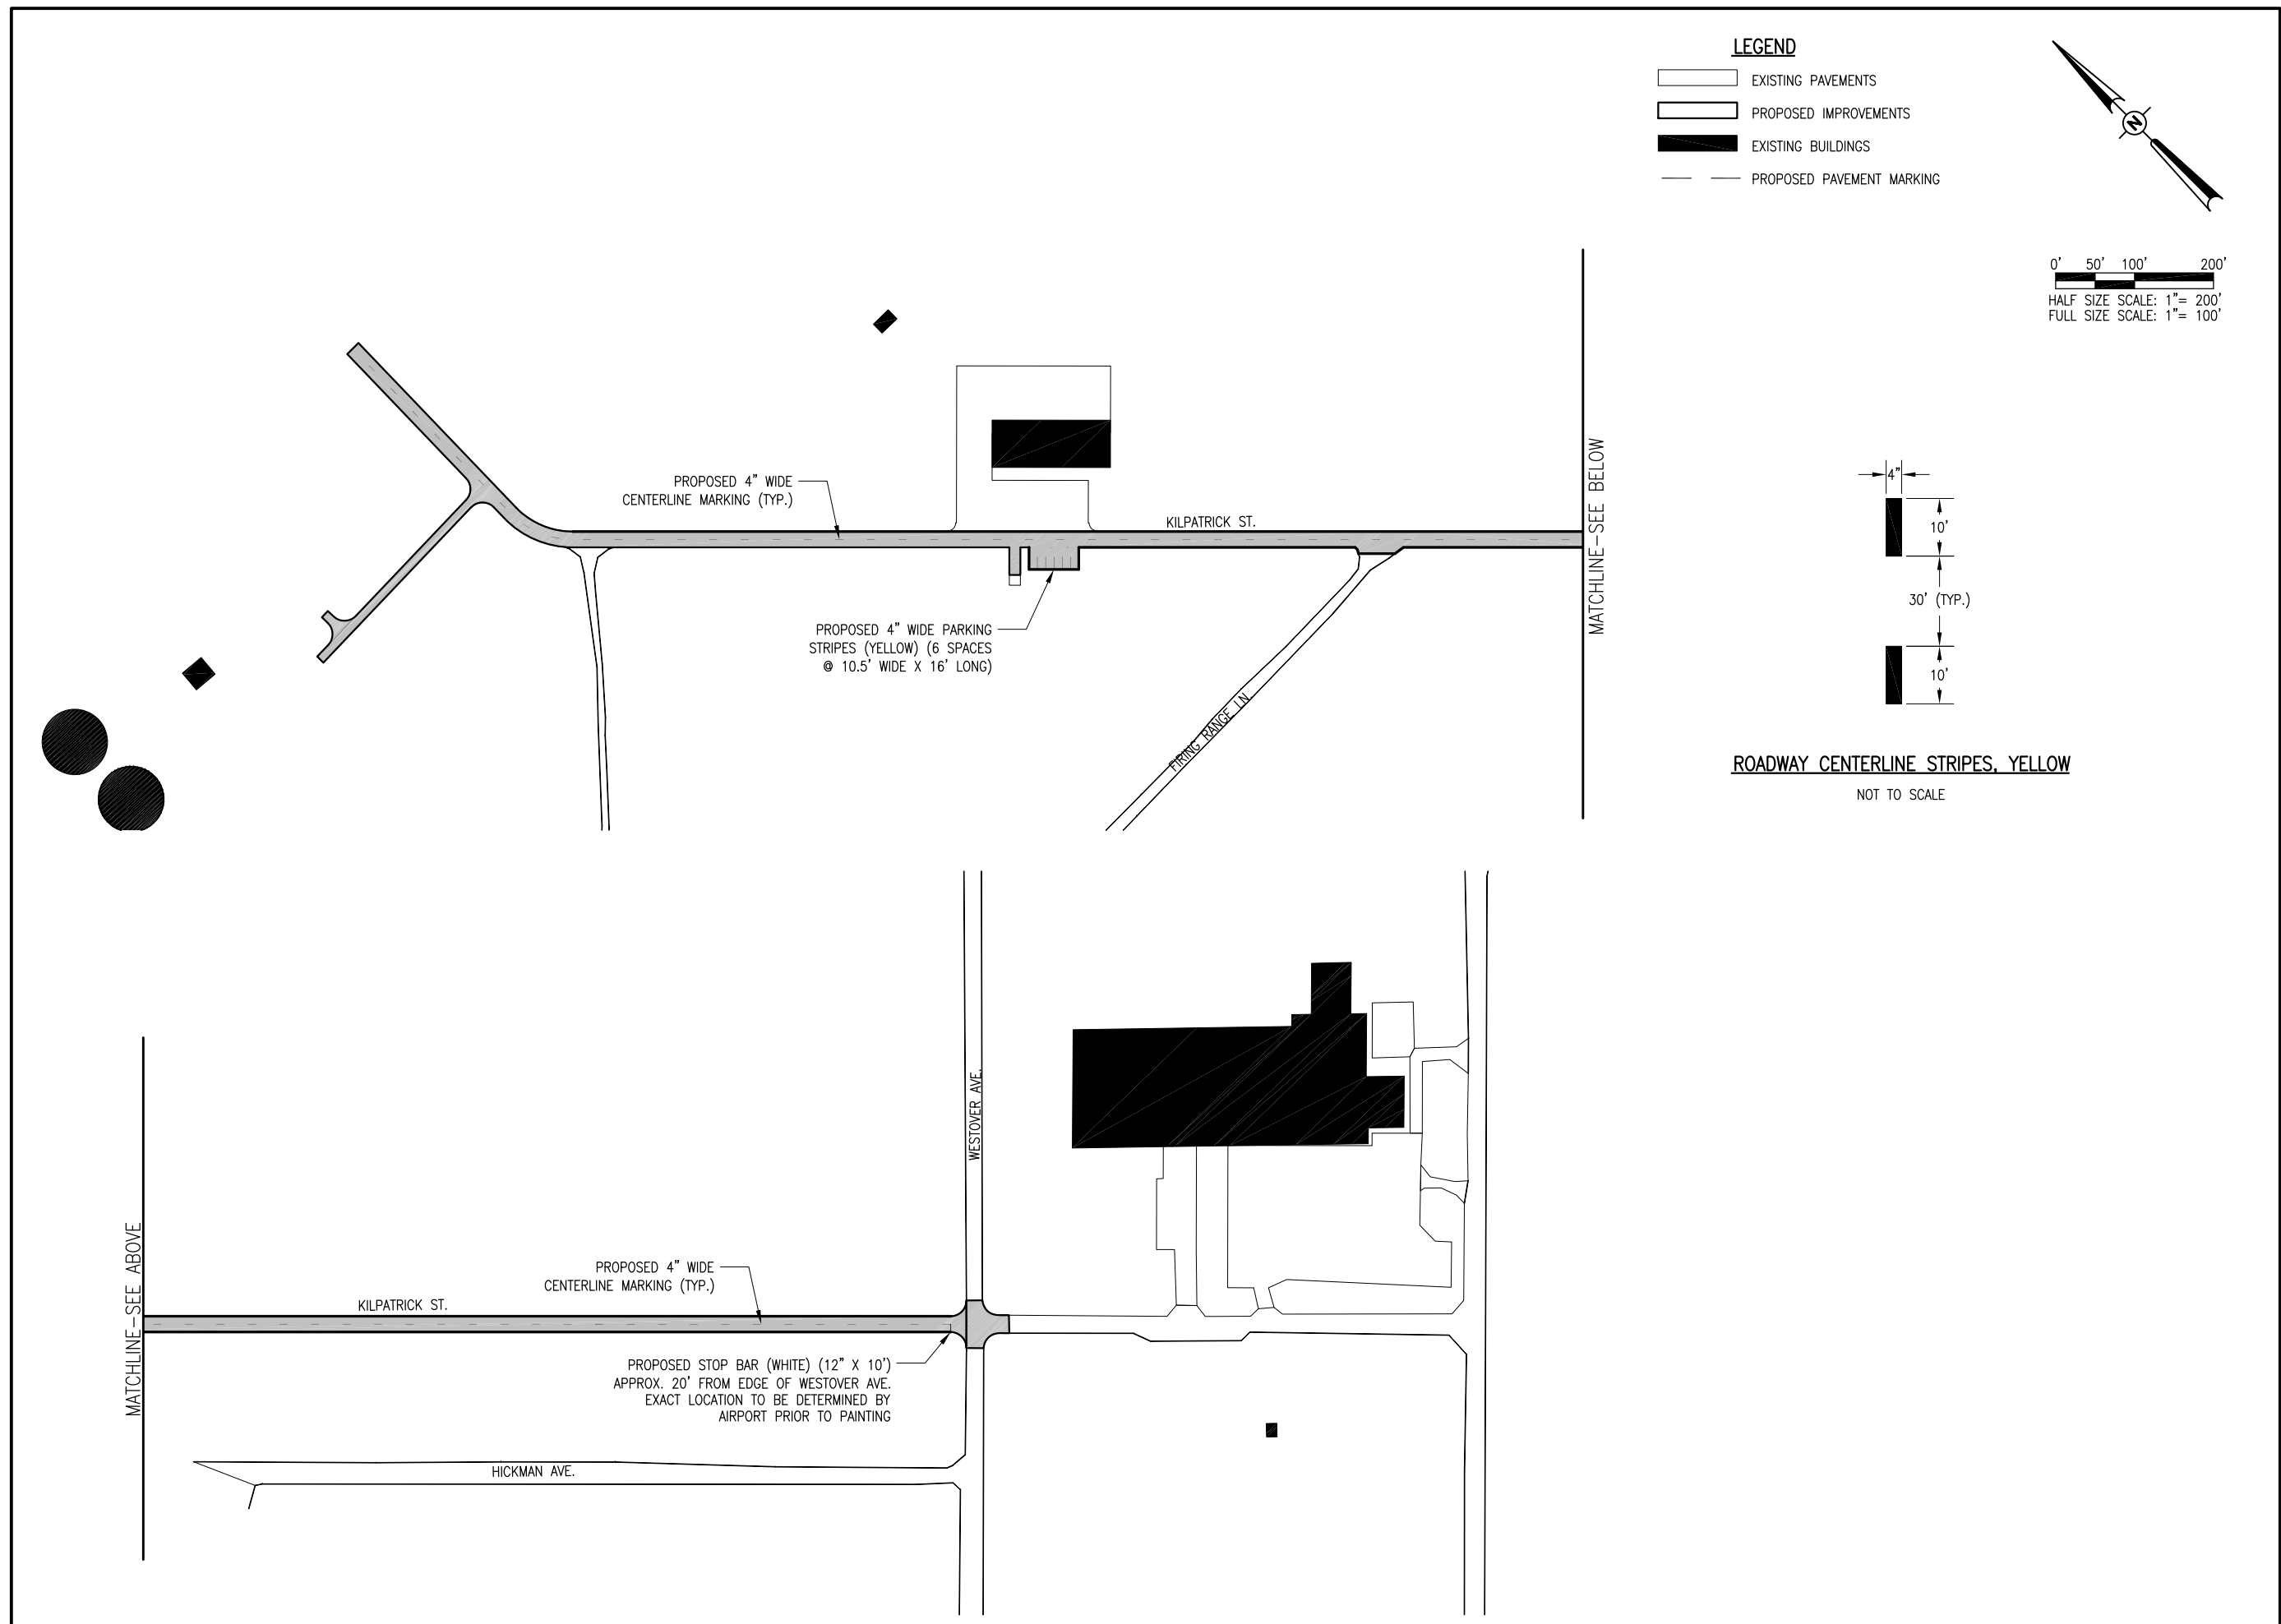 LEGEND
EXISTING PAVEMENTS
PROPOSED IMPROVEMENTS
EXISTING BUILDINGS
PROPOSED PAVEMENT MARKING
N
0' 50' 100' 200'
HALF SIZE SCALE: 1"= 200'
FULL SIZE SCALE: 1"= 100'
PROPOSED 4" WIDE
CENTERLINE MARKING (TYP.)
KILPATRICK ST.
MATCHLINE-SEE BELOW
PROPOSED 4" WIDE PARKING
STRIPES (YELLOW) (6 SPACES
@ 10.5' WIDE X 16' LONG)
FIRING RANGE LN.
4"
10'
30' (TYP.)
10'
ROADWAY CENTERLINE STRIPES, YELLOW
NOT TO SCALE
WESTOVER AVE.
MATCHLINE-SEE ABOVE
PROPOSED 4" WIDE
CENTERLINE MARKING (TYP.)
KILPATRICK ST.
PROPOSED STOP BAR (WHITE) (12" X 10')
APPROX. 20' FROM EDGE OF WESTOVER AVE.
EXACT LOCATION TO BE DETERMINED BY
AIRPORT PRIOR TO PAINTING
HICKMAN AVE.